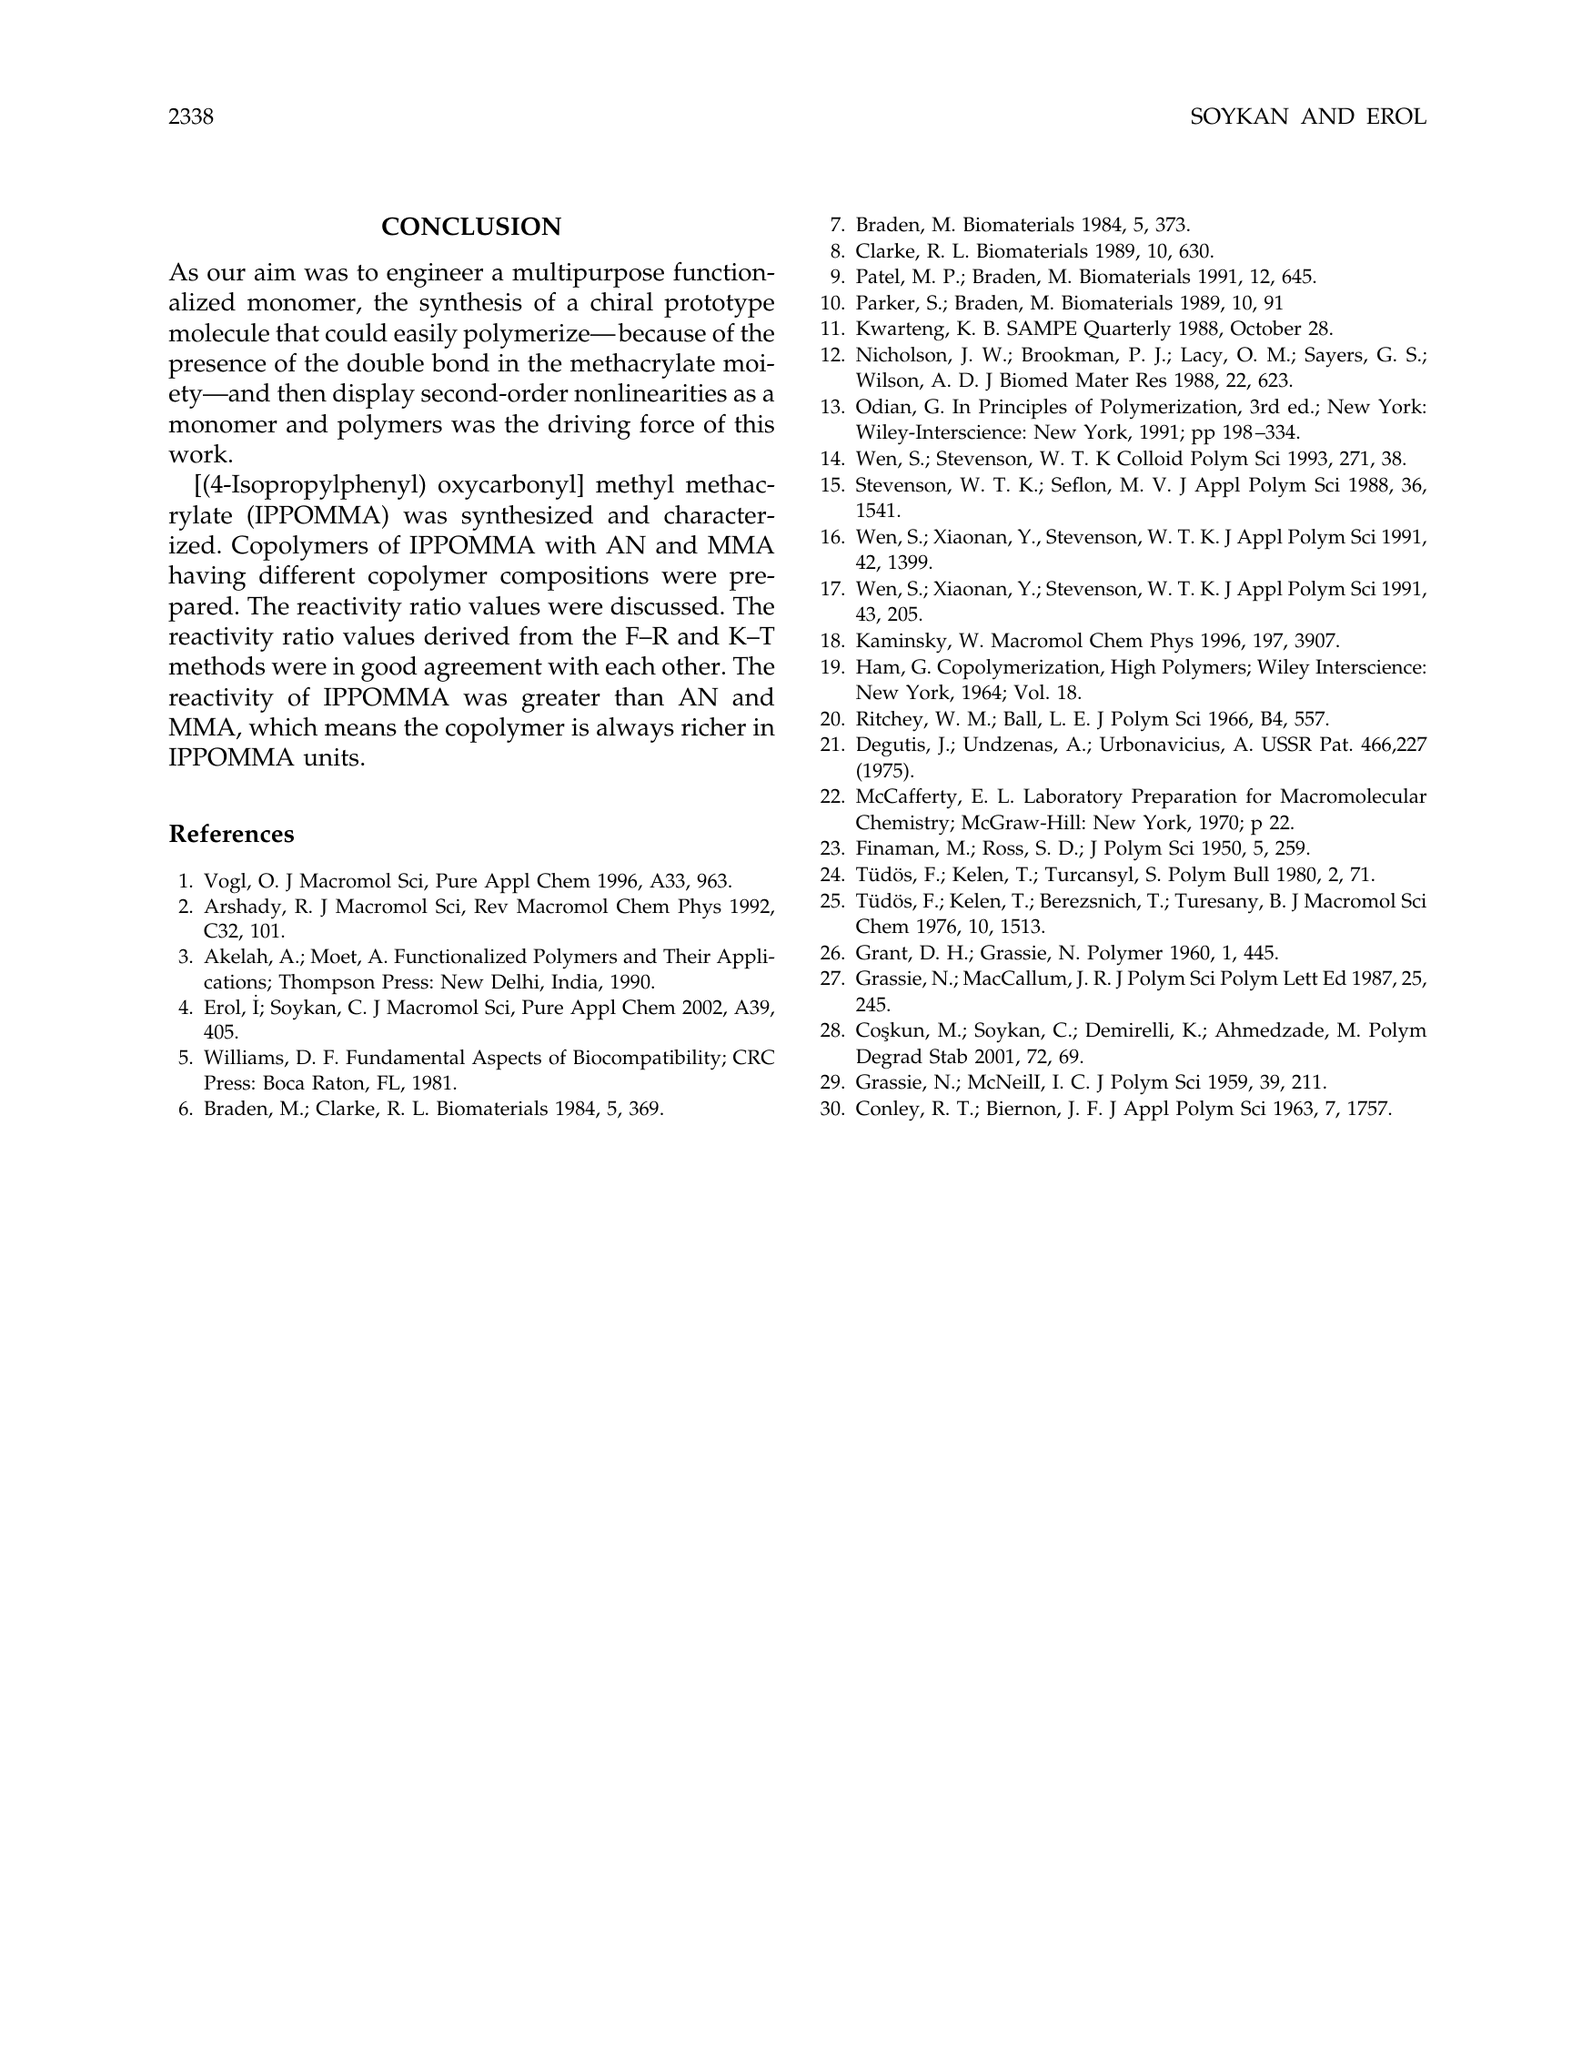 2338
SOYKAN AND EROL
CONCLUSION
As our aim was to engineer a multipurpose function-
alized monomer, the synthesis of a chiral prototype
molecule that could easily polymerize—because of the
presence of the double bond in the methacrylate moi-
ety—and then display second-order nonlinearities as a
monomer and polymers was the driving force of this
work.
[(4-Isopropylphenyl) oxycarbonyl] methyl methac-
rylate (IPPOMMA) was synthesized and character-
ized. Copolymers of IPPOMMA with AN and MMA
having different copolymer compositions were pre-
pared. The reactivity ratio values were discussed. The
reactivity ratio values derived from the F–R and K–T
methods were in good agreement with each other. The
reactivity of IPPOMMA was greater than AN and
MMA, which means the copolymer is always richer in
IPPOMMA units.
References
1. Vogl, O. J Macromol Sci, Pure Appl Chem 1996, A33, 963.
2. Arshady, R. J Macromol Sci, Rev Macromol Chem Phys 1992,
C32, 101.
3. Akelah, A.; Moet, A. Functionalized Polymers and Their Appli-
cations; Thompson Press: New Delhi, India, 1990.
4. Erol, İ; Soykan, C. J Macromol Sci, Pure Appl Chem 2002, A39,
405.
5. Williams, D. F. Fundamental Aspects of Biocompatibility; CRC
Press: Boca Raton, FL, 1981.
6. Braden, M.; Clarke, R. L. Biomaterials 1984, 5, 369.
7. Braden, M. Biomaterials 1984, 5, 373.
8. Clarke, R. L. Biomaterials 1989, 10, 630.
9. Patel, M. P.; Braden, M. Biomaterials 1991, 12, 645.
10. Parker, S.; Braden, M. Biomaterials 1989, 10, 91
11. Kwarteng, K. B. SAMPE Quarterly 1988, October 28.
12. Nicholson, J. W.; Brookman, P. J.; Lacy, O. M.; Sayers, G. S.;
Wilson, A. D. J Biomed Mater Res 1988, 22, 623.
13. Odian, G. In Principles of Polymerization, 3rd ed.; New York:
Wiley-Interscience: New York, 1991; pp 198–334.
14. Wen, S.; Stevenson, W. T. K Colloid Polym Sci 1993, 271, 38.
15. Stevenson, W. T. K.; Seflon, M. V. J Appl Polym Sci 1988, 36,
1541.
16. Wen, S.; Xiaonan, Y., Stevenson, W. T. K. J Appl Polym Sci 1991,
42, 1399.
17. Wen, S.; Xiaonan, Y.; Stevenson, W. T. K. J Appl Polym Sci 1991,
43, 205.
18. Kaminsky, W. Macromol Chem Phys 1996, 197, 3907.
19. Ham, G. Copolymerization, High Polymers; Wiley Interscience:
New York, 1964; Vol. 18.
20. Ritchey, W. M.; Ball, L. E. J Polym Sci 1966, B4, 557.
21. Degutis, J.; Undzenas, A.; Urbonavicius, A. USSR Pat. 466,227
(1975).
22. McCafferty, E. L. Laboratory Preparation for Macromolecular
Chemistry; McGraw-Hill: New York, 1970; p 22.
23. Finaman, M.; Ross, S. D.; J Polym Sci 1950, 5, 259.
24. Tüdös, F.; Kelen, T.; Turcansyl, S. Polym Bull 1980, 2, 71.
25. Tüdös, F.; Kelen, T.; Berezsnich, T.; Turesany, B. J Macromol Sci
Chem 1976, 10, 1513.
26. Grant, D. H.; Grassie, N. Polymer 1960, 1, 445.
27. Grassie, N.; MacCallum, J. R. J Polym Sci Polym Lett Ed 1987, 25,
245.
28. Coşkun, M.; Soykan, C.; Demirelli, K.; Ahmedzade, M. Polym
Degrad Stab 2001, 72, 69.
29. Grassie, N.; McNeilI, I. C. J Polym Sci 1959, 39, 211.
30. Conley, R. T.; Biernon, J. F. J Appl Polym Sci 1963, 7, 1757.